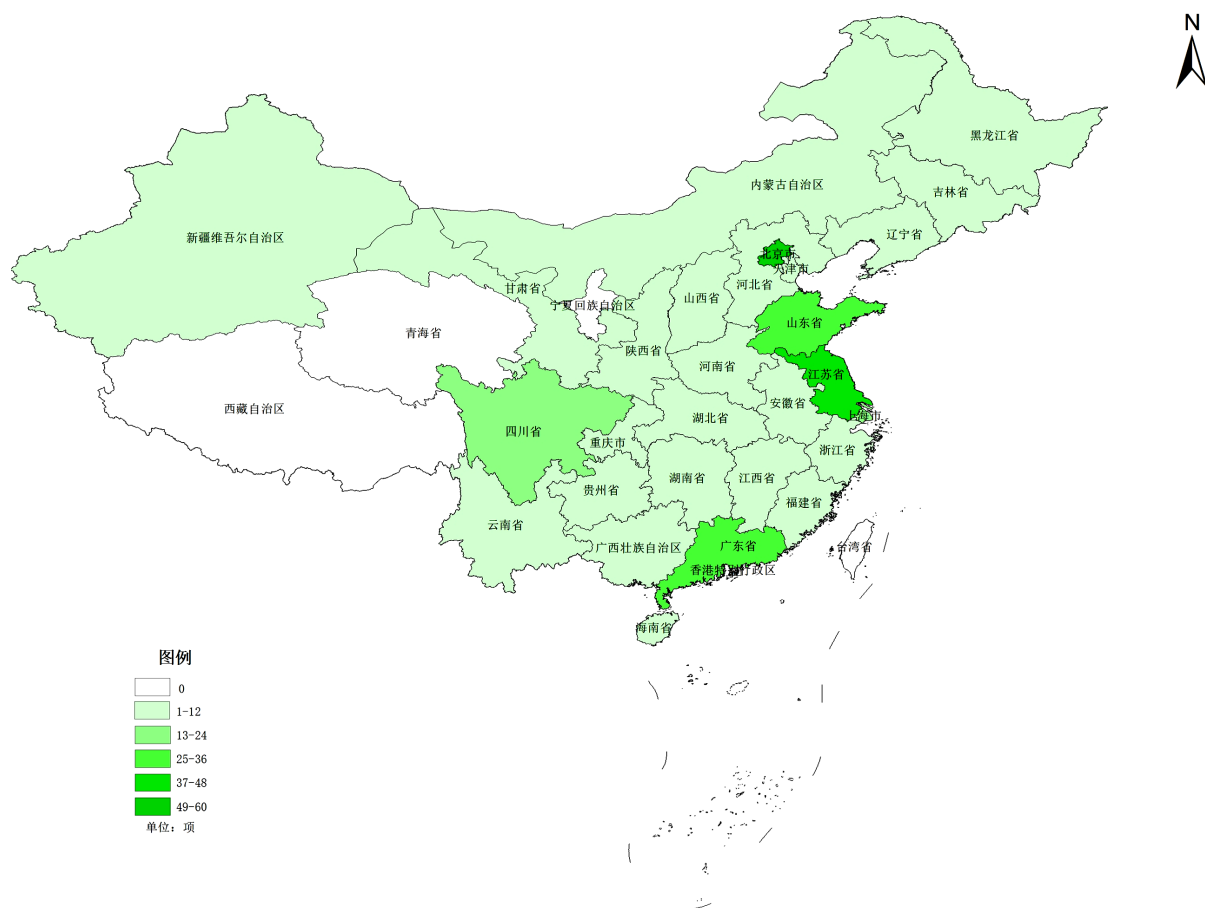 N
黑龙江省
内蒙古自治区
吉林省
新疆维吾尔自治区
辽宁省
北京市
天津市
甘肃省
河北省
宁夏回族自治区
山西省
青海省
山东省
陕西省
河南省
江苏省
西藏自治区
安徽省
上海市
湖北省
四川省
重庆市
浙江省
湖南省
江西省
贵州省
福建省
云南省
广西壮族自治区
广东省
台湾省
香港特别行政区
海南省
图例
0
1-12
13-24
25-36
37-48
49-60
单位：项